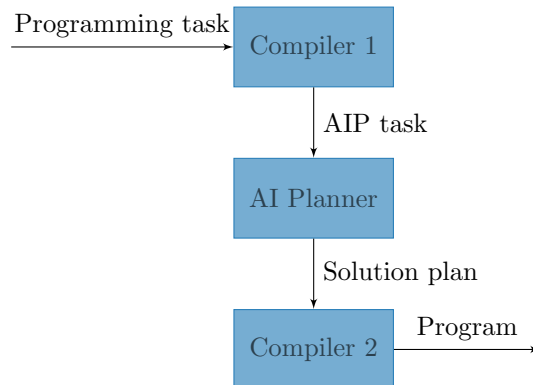 Programming task
Compiler 1
AIP task
AI Planner
Solution plan
Compiler 2
Program